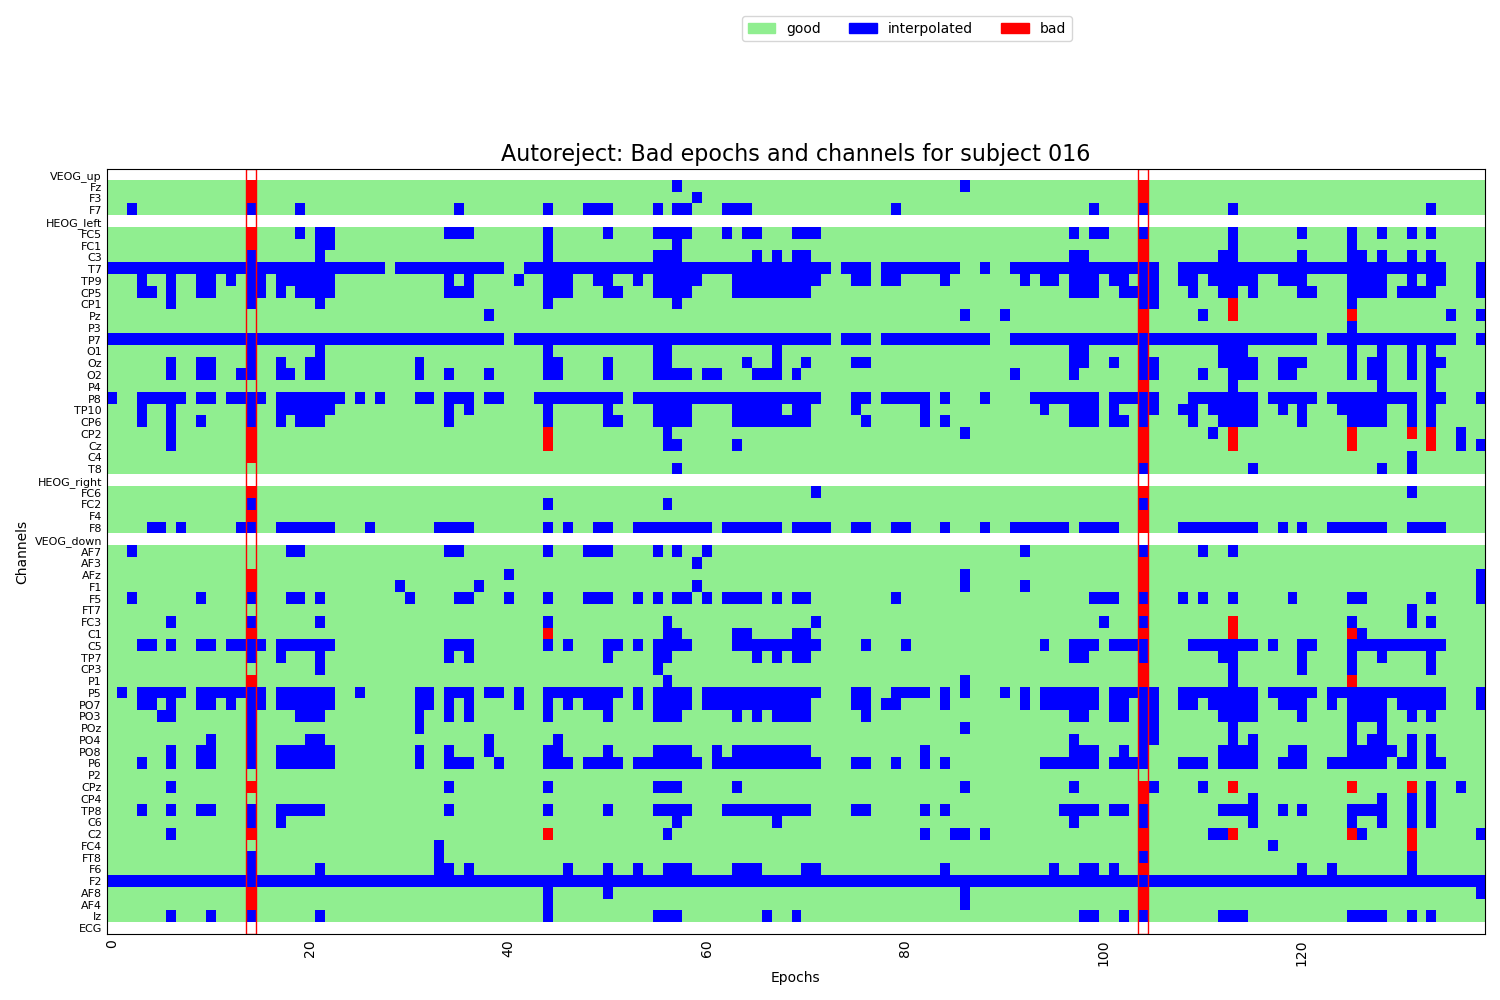 good interpolated bad
Autoreject: Bad epochs and channels for subject 016
VEOG_up
Fz
F3
F7
HEOG_left
FC5
FC1
C3
T7
TP9
CP5
CP1
Pz
P3
P7
O1
Oz
O2
P4
P8
TP10
CP6
CP2
Cz
C4
T8
HEOG_right
FC6
FC2
F4
F8
VEOG_down
AF7
AF3
AFz
F1
F5
FT7
FC3
C1
C5
TP7
CP3
P1
P5
PO7
PO3
POz
PO4
PO8
P6
P2
CPz
CP4
TP8
C6
C2
FC4
FT8
F6
F2
AF8
AF4
Iz
ECG
Channels
0 20 40 60 80 100 120
Epochs